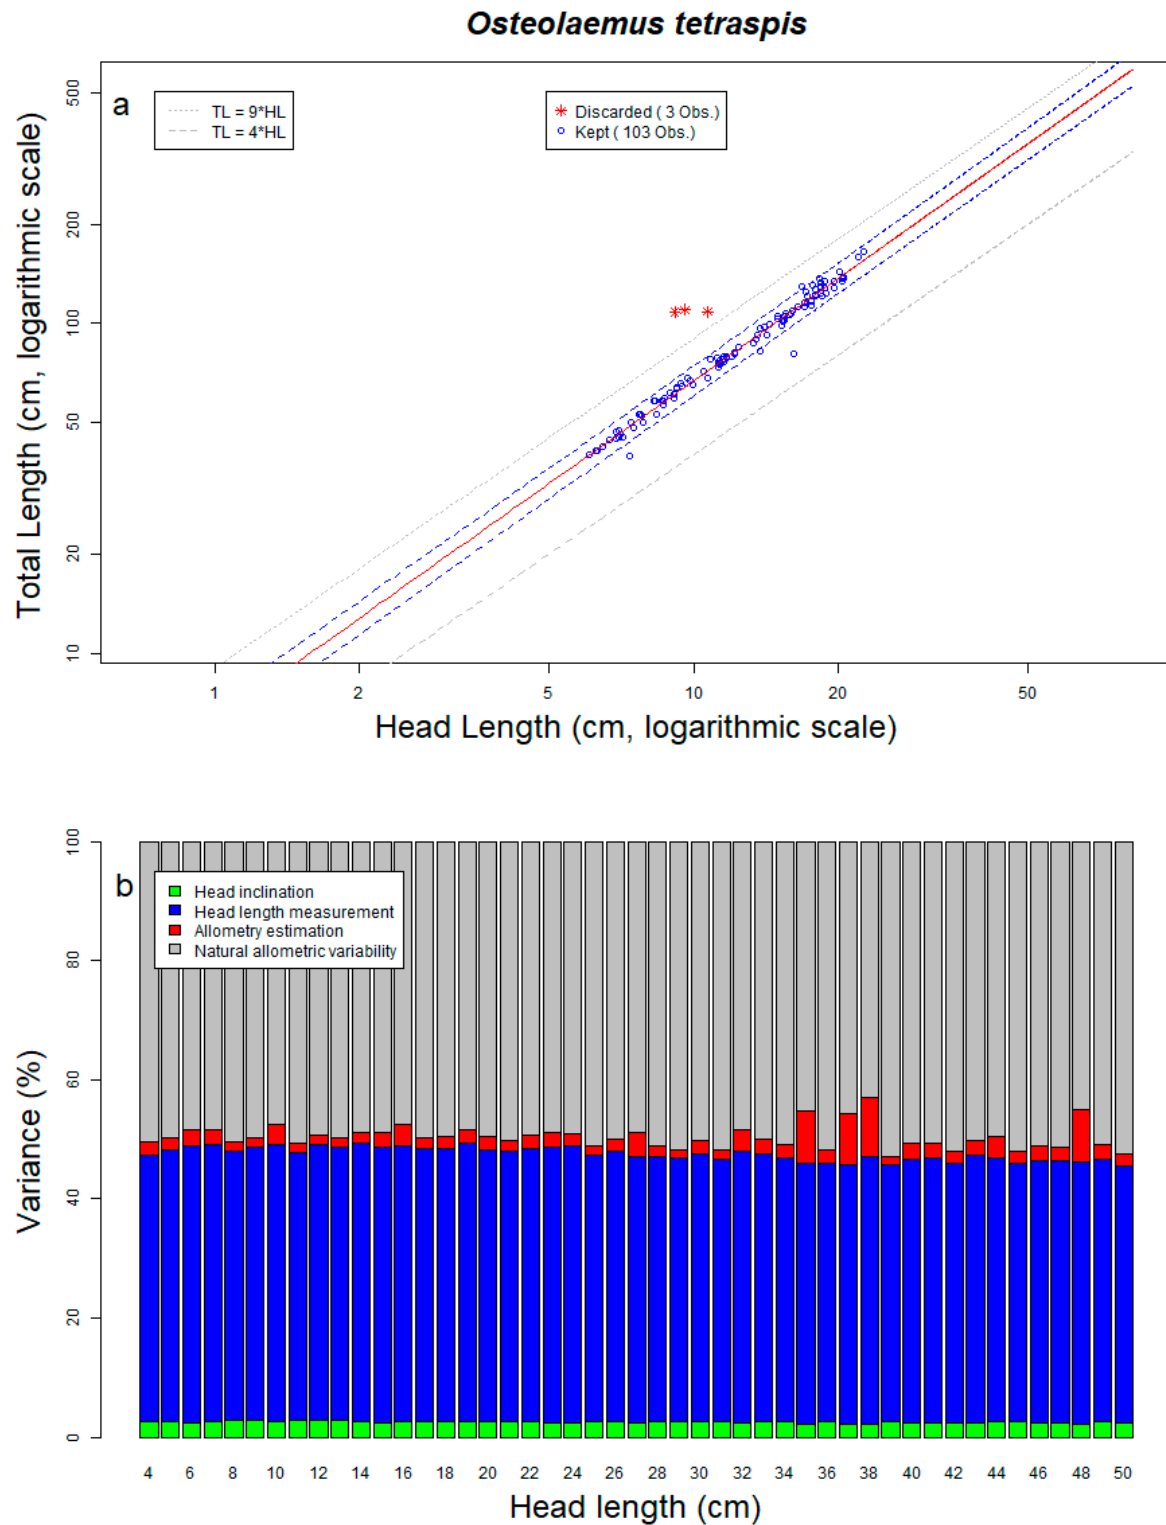 Osteolaemus tetraspis
a
TL = 9*HL
TL = 4*HL
Discarded ( 3 Obs.)
Kept ( 103 Obs.)
Total Length (cm, logarithmic scale)
500
200
100
50
20
10
1 2 5 10 20 50
Head Length (cm, logarithmic scale)
b
Head inclination
Head length measurement
Allometry estimation
Natural allometric variability
Variance (%)
100
80
60
40
20
0
4 6 8 10 12 14 16 18 20 22 24 26 28 30 32 34 36 38 40 42 44 46 48 50
Head length (cm)